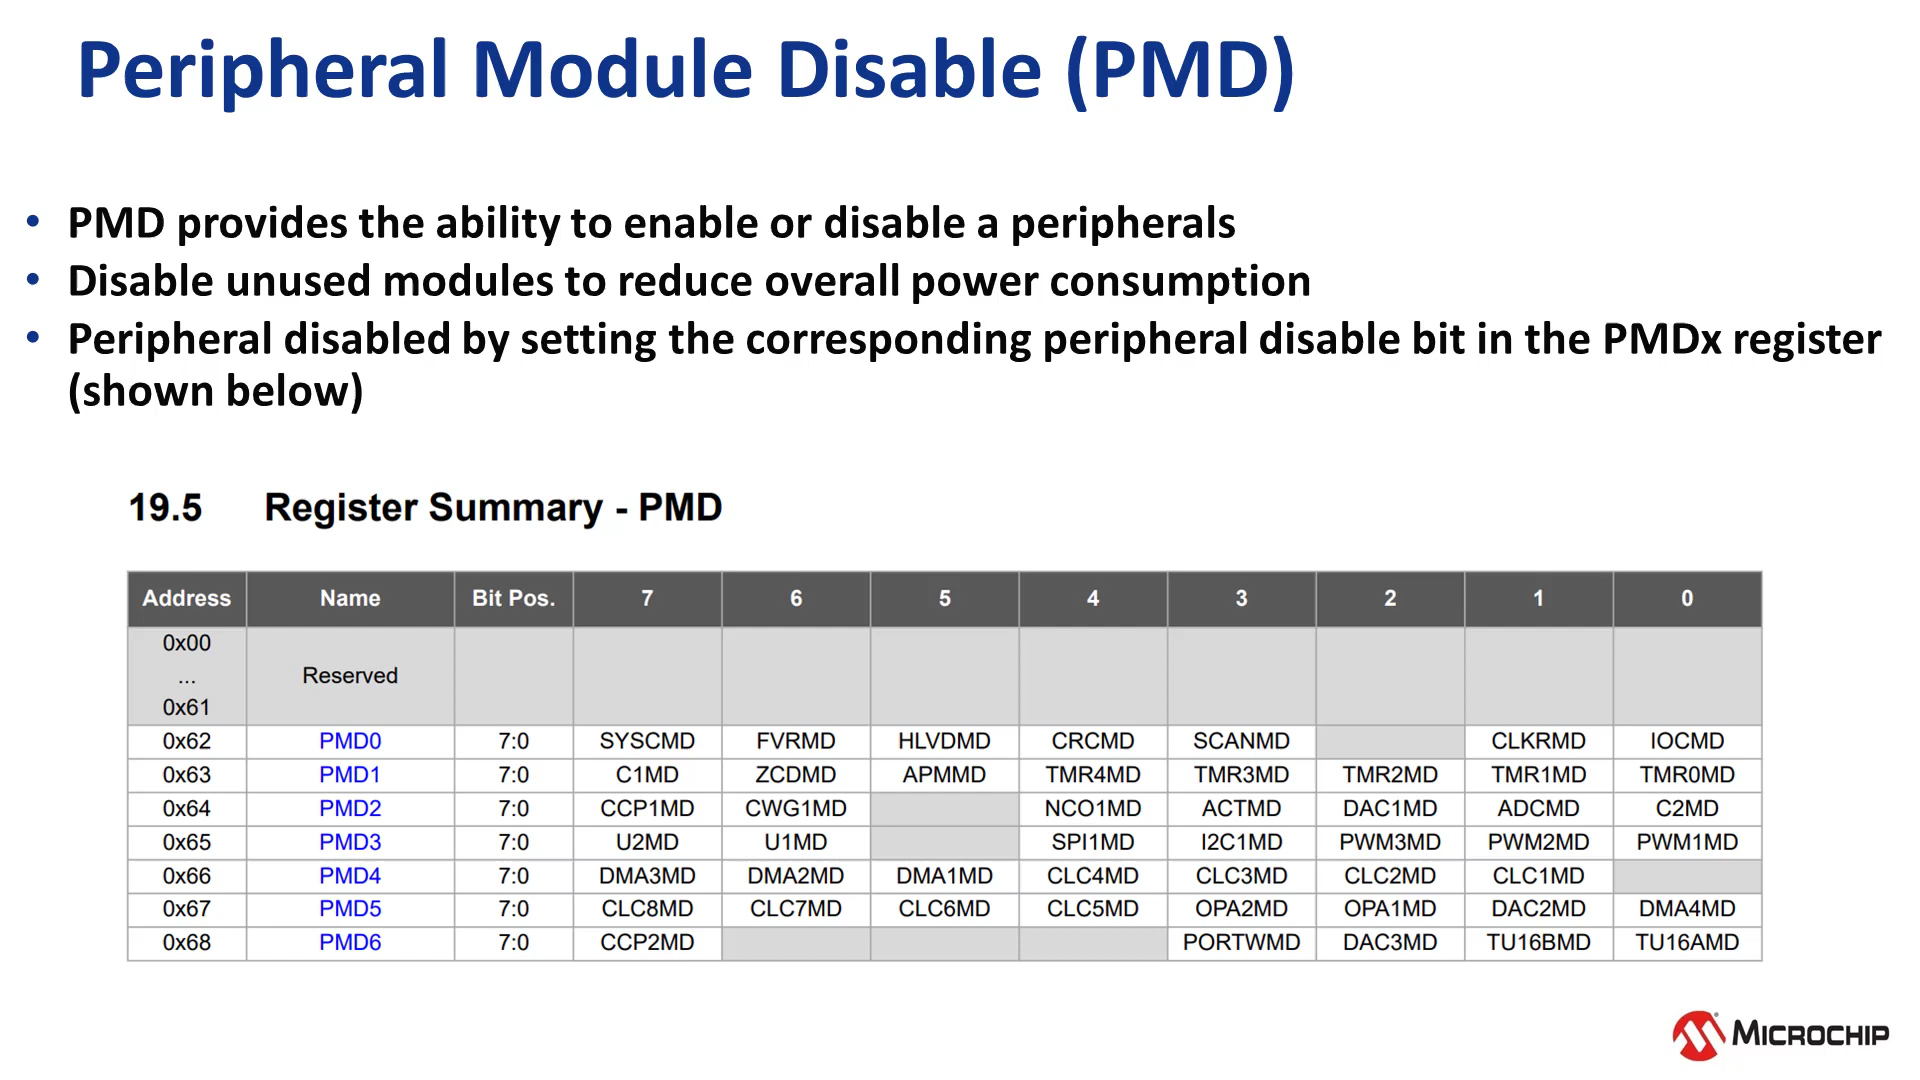 Peripheral Module Disable (PMD)
• PMD provides the ability to enable or disable a peripherals
• Disable unused modules to reduce overall power consumption
• Peripheral disabled by setting the corresponding peripheral disable bit in the PMDx register
(shown below)
19.5 Register Summary - PMD
Address Name Bit Pos. 7 6 5 4 3 2 1 0
0x00
...
Reserved
0x61
0x62 PMD0 7:0 SYSCMD FVRMD HLVDMD CRCMD SCANMD CLKRMD IOCMD
0x63 PMD1 7:0 C1MD ZCDMD APMMD TMR4MD TMR3MD TMR2MD TMR1MD TMR0MD
0x64 PMD2 7:0 CCP1MD CWG1MD NCO1MD ACTMD DAC1MD ADCMD C2MD
0x65 PMD3 7:0 U2MD U1MD SPI1MD I2C1MD PWM3MD PWM2MD PWM1MD
0x66 PMD4 7:0 DMA3MD DMA2MD DMA1MD CLC4MD CLC3MD CLC2MD CLC1MD
0x67 PMD5 7:0 CLC8MD CLC7MD CLC6MD CLC5MD OPA2MD OPA1MD DAC2MD DMA4MD
0x68 PMD6 7:0 CCP2MD PORTWMD DAC3MD TU16BMD TU16AMD
MICROCHIP